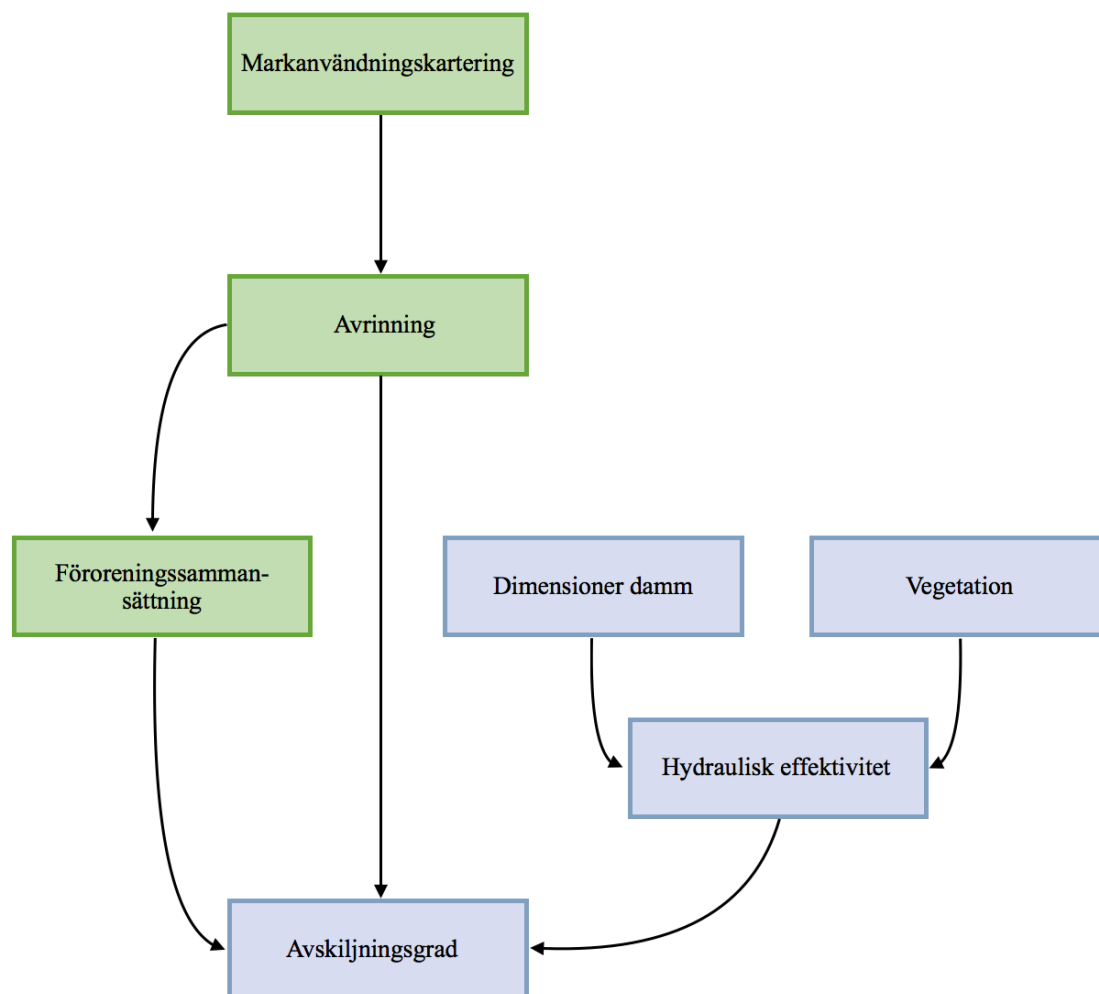 Markanvändningskartering
Avrinning
Föroreningssamman-
sättning
Dimensioner damm
Vegetation
Hydraulisk effektivitet
Avskiljningsgrad